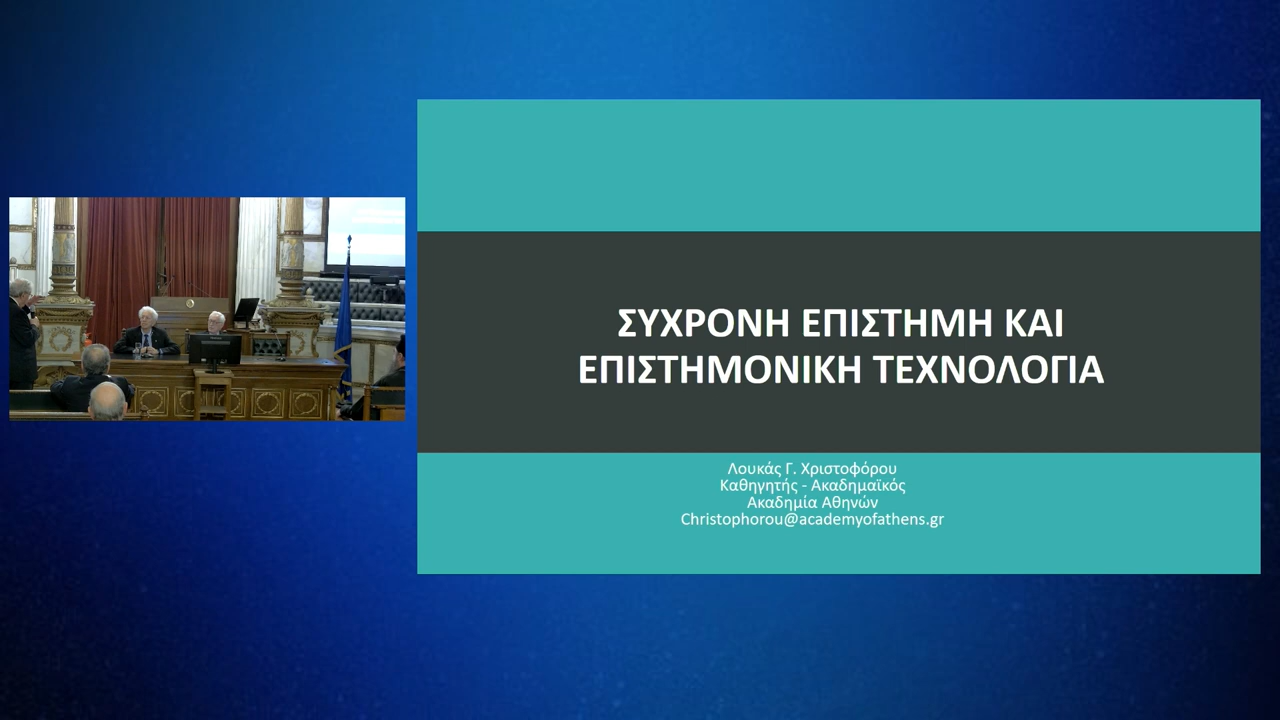 ΣΥΧΡΟΝΗ ΕΠΙΣΤΗΜΗ ΚΑΙ
ΕΠΙΣΤΗΜΟΝΙΚΗ ΤΕΧΝΟΛΟΓΙΑ
Λουκάς Γ. Χριστοφόρου
Καθηγητής - Ακαδημαϊκός
Ακαδημία Αθηνών
Christophorou@academyofathens.gr